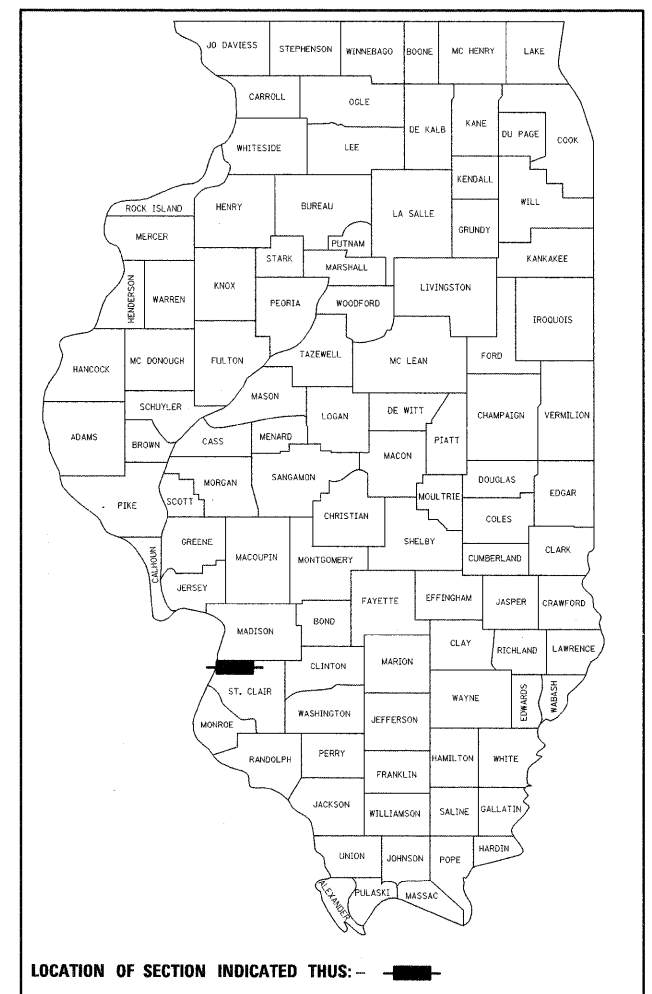 JO DAVIESS STEPHENSON WINNEBAGO BOONE MC HENRY LAKE
CARROLL OGLE DE KALB KANE DU PAGE COOK
WHITESIDE LEE
KENDALL
ROCK ISLAND HENRY BUREAU LA SALLE WILL
MERCER PUTNAM GRUNDY
STARK MARSHALL KANKAKEE
HENDERSON WARREN KNOX PEORIA WOODFORD LIVINGSTON
IROQUOIS
HANCOCK MC DONOUGH FULTON TAZEWELL MC LEAN FORD
SCHUYLER MASON LOGAN DE WITT CHAMPAIGN VERMILION
ADAMS BROWN CASS MENARD MACON PIATT
PIKE SCOTT MORGAN SANGAMON MOULTRIE DOUGLAS EDGAR
CHRISTIAN COLES
GREENE MACOUPIN MONTGOMERY SHELBY CUMBERLAND CLARK
CALHOUN JERSEY
FAYETTE EFFINGHAM JASPER CRAWFORD
MADISON BOND
CLAY RICHLAND LAWRENCE
CLINTON MARION
ST. CLAIR WAYNE EDWARDS WABASH
WASHINGTON JEFFERSON
MONROE
RANDOLPH PERRY HAMILTON WHITE
FRANKLIN
JACKSON WILLIAMSON SALINE GALLATIN
UNION JOHNSON POPE HARDIN
ALEXANDER PULASKI MASSAC
LOCATION OF SECTION INDICATED THUS: -